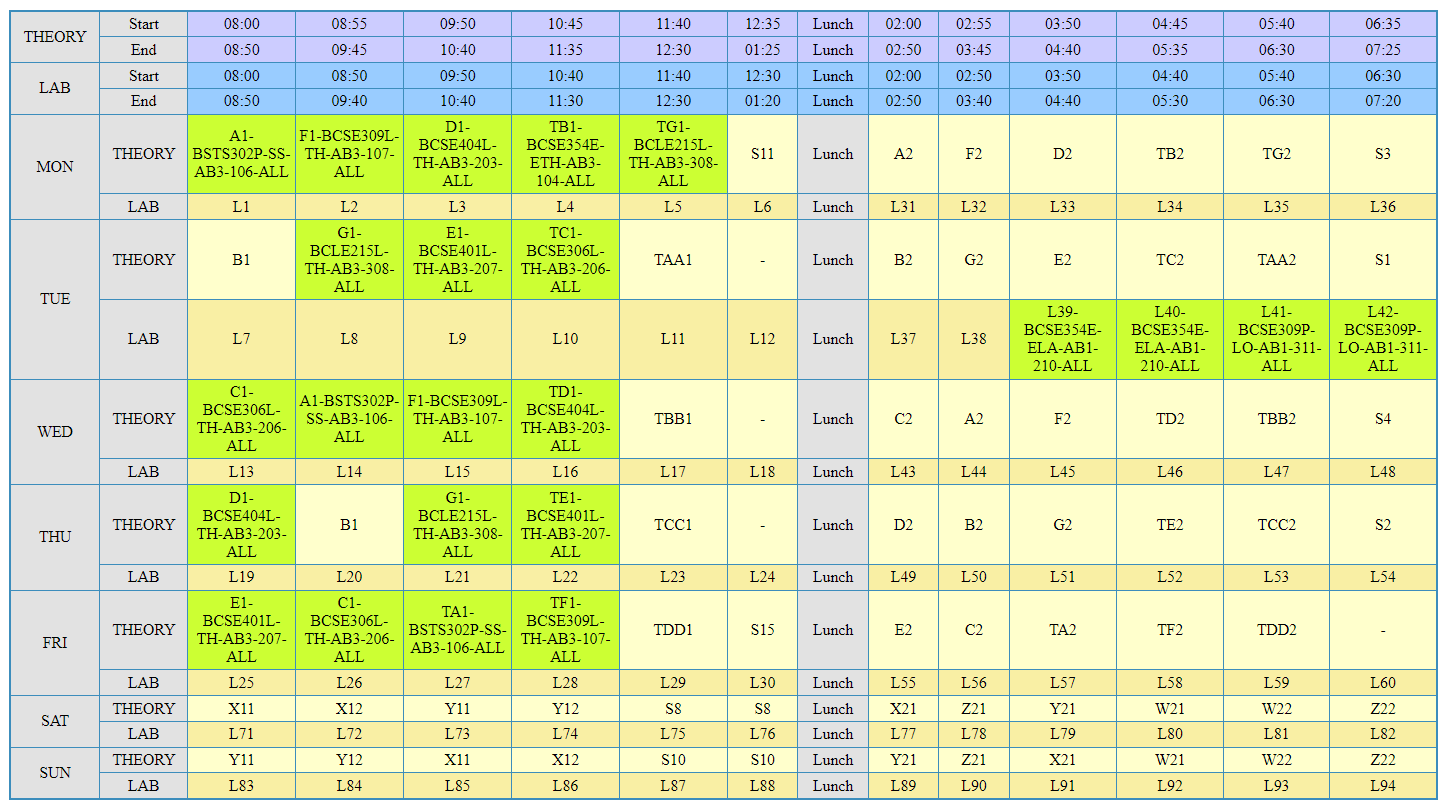 THEORY Start 08:00 08:55 09:50 10:45 11:40 12:35 Lunch 02:00 02:55 03:50 04:45 05:40 06:35
End 08:50 09:45 10:40 11:35 12:30 01:25 Lunch 02:50 03:45 04:40 05:35 06:30 07:25
LAB Start 08:00 08:50 09:50 10:40 11:40 12:30 Lunch 02:00 02:50 03:50 04:40 05:40 06:30
End 08:50 09:40 10:40 11:30 12:30 01:20 Lunch 02:50 03:40 04:40 05:30 06:30 07:20
MON THEORY A1-BSTS302P-SS-AB3-106-ALL F1-BCSE309L-TH-AB3-107-ALL D1-BCSE404L-TH-AB3-203-ALL TB1-BCSE354E-ETH-AB3-104-ALL TG1-BCLE215L-TH-AB3-308-ALL S11 Lunch A2 F2 D2 TB2 TG2 S3
LAB L1 L2 L3 L4 L5 L6 Lunch L31 L32 L33 L34 L35 L36
TUE THEORY B1 G1-BCLE215L-TH-AB3-308-ALL E1-BCSE401L-TH-AB3-207-ALL TC1-BCSE306L-TH-AB3-206-ALL TAA1 - Lunch B2 G2 E2 TC2 TAA2 S1
LAB L7 L8 L9 L10 L11 L12 Lunch L37 L38 L39-BCSE354E-ELA-AB1-210-ALL L40-BCSE354E-ELA-AB1-210-ALL L41-BCSE309P-LO-AB1-311-ALL L42-BCSE309P-LO-AB1-311-ALL
WED THEORY C1-BCSE306L-TH-AB3-206-ALL A1-BSTS302P-SS-AB3-106-ALL F1-BCSE309L-TH-AB3-107-ALL TD1-BCSE404L-TH-AB3-203-ALL TBB1 - Lunch C2 A2 F2 TD2 TBB2 S4
LAB L13 L14 L15 L16 L17 L18 Lunch L43 L44 L45 L46 L47 L48
THU THEORY D1-BCSE404L-TH-AB3-203-ALL B1 G1-BCLE215L-TH-AB3-308-ALL TE1-BCSE401L-TH-AB3-207-ALL TCC1 - Lunch D2 B2 G2 TE2 TCC2 S2
LAB L19 L20 L21 L22 L23 L24 Lunch L49 L50 L51 L52 L53 L54
FRI THEORY E1-BCSE401L-TH-AB3-207-ALL C1-BCSE306L-TH-AB3-206-ALL TA1-BSTS302P-SS-AB3-106-ALL TF1-BCSE309L-TH-AB3-107-ALL TDD1 S15 Lunch E2 C2 TA2 TF2 TDD2 -
LAB L25 L26 L27 L28 L29 L30 Lunch L55 L56 L57 L58 L59 L60
SAT THEORY X11 X12 Y11 Y12 S8 S8 Lunch X21 Z21 Y21 W21 W22 Z22
LAB L71 L72 L73 L74 L75 L76 Lunch L77 L78 L79 L80 L81 L82
SUN THEORY Y11 Y12 X11 X12 S10 S10 Lunch Y21 Z21 X21 W21 W22 Z22
LAB L83 L84 L85 L86 L87 L88 Lunch L89 L90 L91 L92 L93 L94